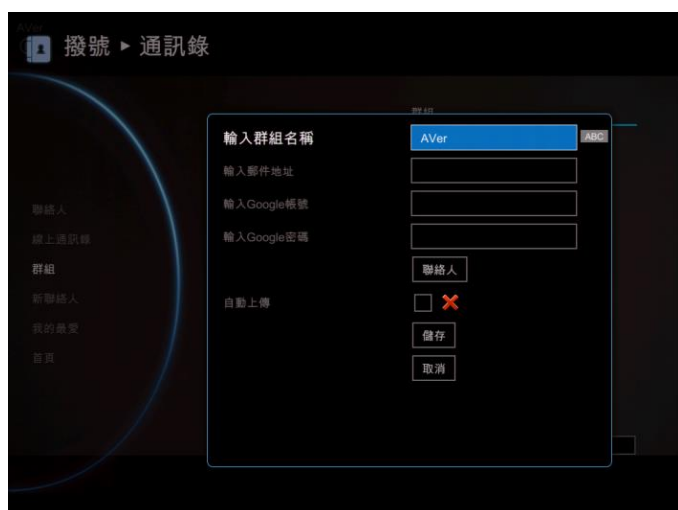 AVer
撥號 ▸ 通訊錄
群組
輸入群組名稱 AVer ABC
輸入郵件地址
輸入Google帳號
輸入Google密碼
聯絡人
自動上傳
儲存
取消
聯絡人
線上通訊錄
群組
新聯絡人
我的最愛
首頁